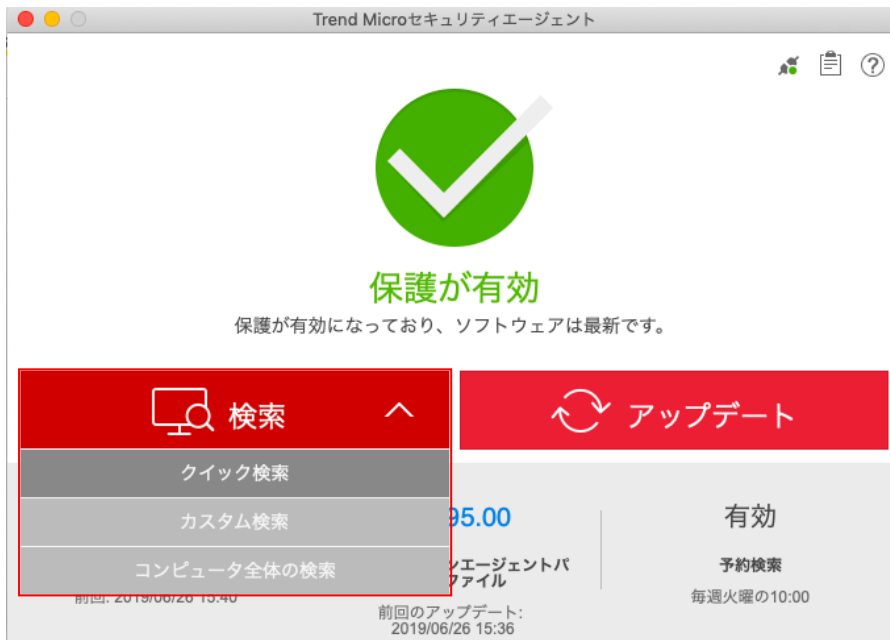 Trend Microセキュリティエージェント
保護が有効
保護が有効になっており、ソフトウェアは最新です。
検索
アップデート
クイック検索
カスタム検索
コンピュータ全体の検索
95.00
ンエージェントパ
ファイル
前回のアップデート:
2019/06/26 15:36
有効
予約検索
毎週火曜の10:00
前回: 2019/06/26 15:40